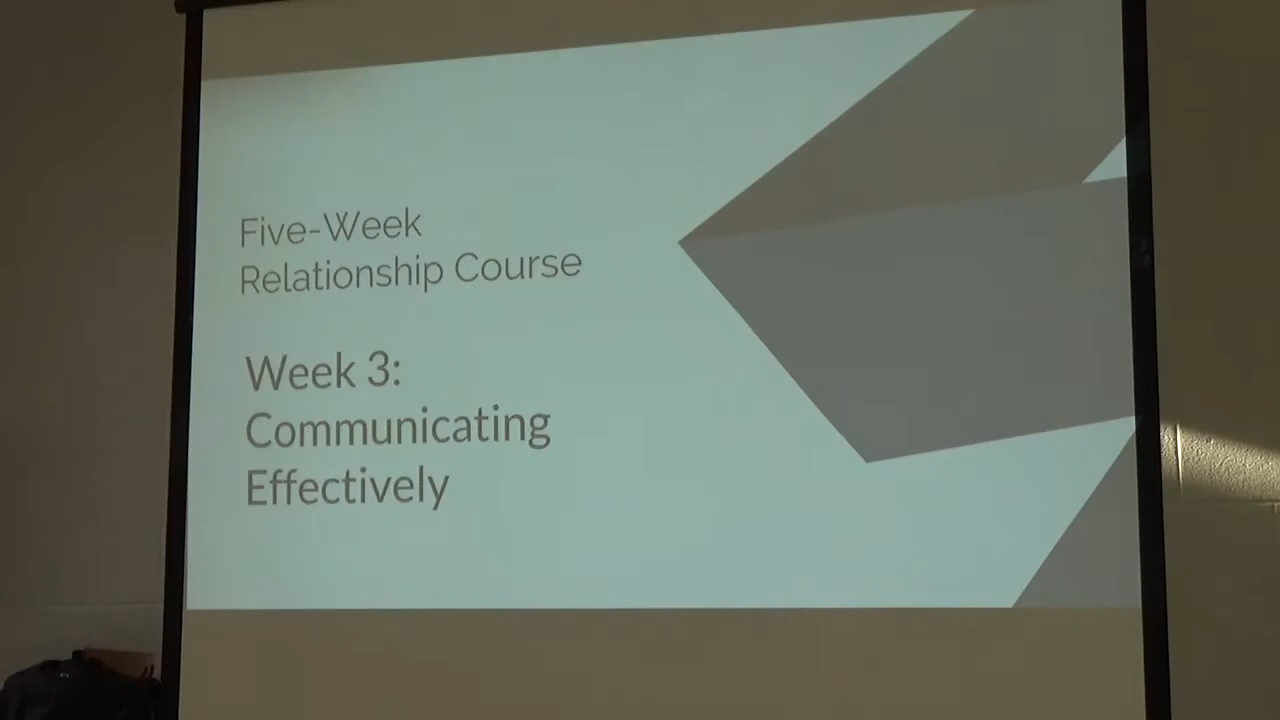 Five-Week
Relationship Course
Week 3:
Communicating
Effectively